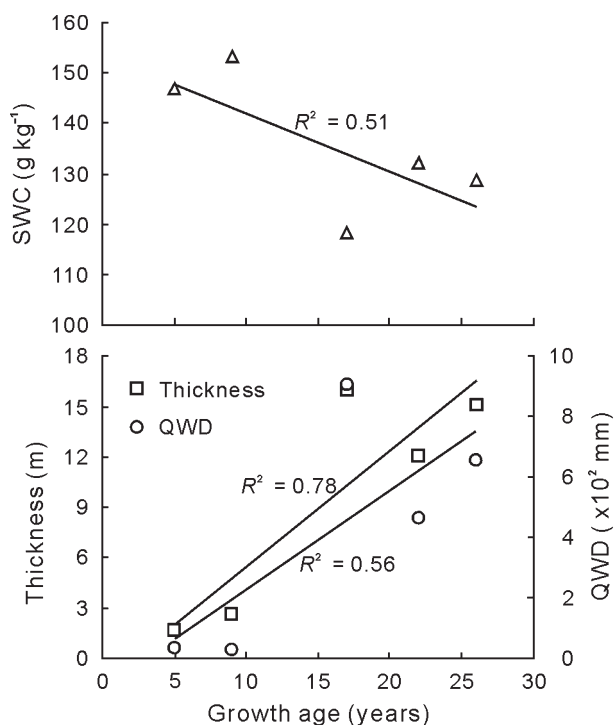 160
150
140
130
120
110
100
SWC (g kg⁻¹)
R² = 0.51
18
15
12
9
6
3
0
Thickness (m)
Thickness
QWD
R² = 0.78
R² = 0.56
10
8
6
4
2
0
QWD (x10² mm)
0 5 10 15 20 25 30
Growth age (years)